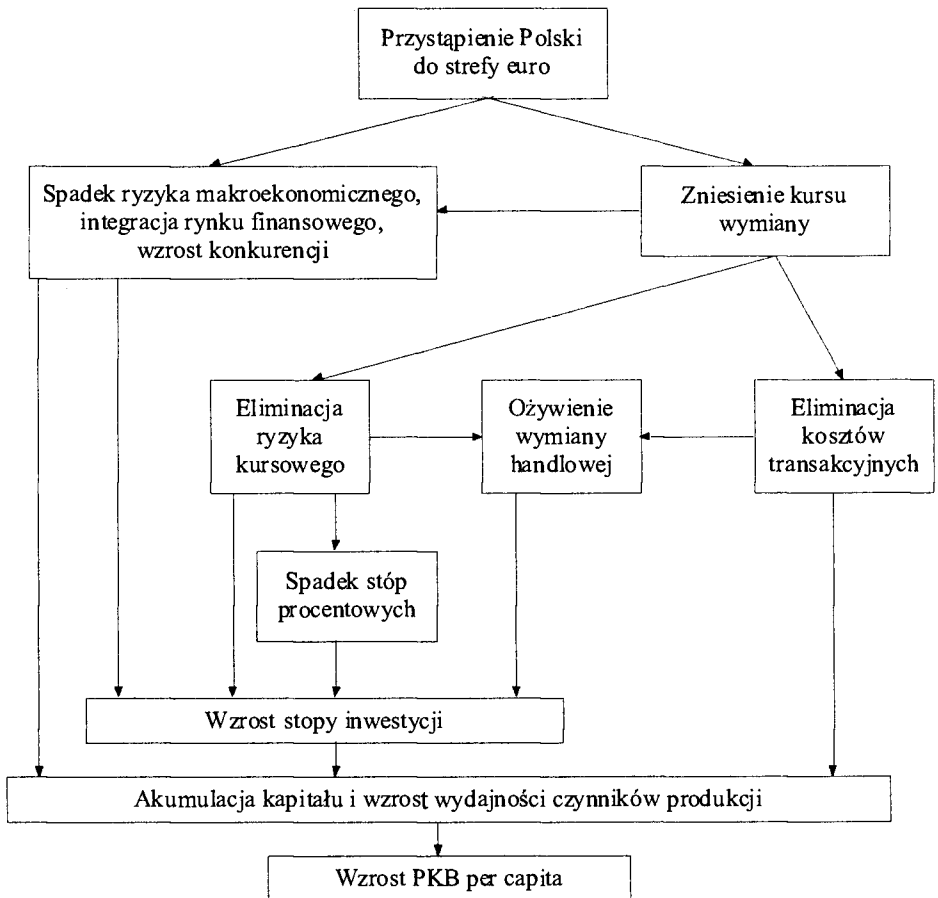 Przystąpienie Polski
do strefy euro
Spadek ryzyka makroekonomicznego,
integracja rynku finansowego,
wzrost konkurencji
Zniesienie kursu
wymiany
Eliminacja
ryzyka
kursowego
Ożywienie
wymiany
handlowej
Eliminacja
kosztów
transakcyjnych
Spadek stóp
procentowych
Wzrost stopy inwestycji
Akumulacja kapitału i wzrost wydajności czynników produkcji
Wzrost PKB per capita